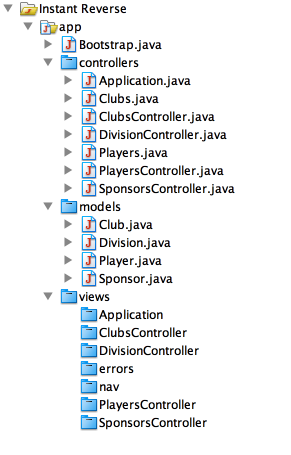 Instant Reverse
app
Bootstrap.java
controllers
Application.java
Clubs.java
ClubsController.java
DivisionController.java
Players.java
PlayersController.java
SponsorsController.java
models
Club.java
Division.java
Player.java
Sponsor.java
views
Application
ClubsController
DivisionController
errors
nav
PlayersController
SponsorsController